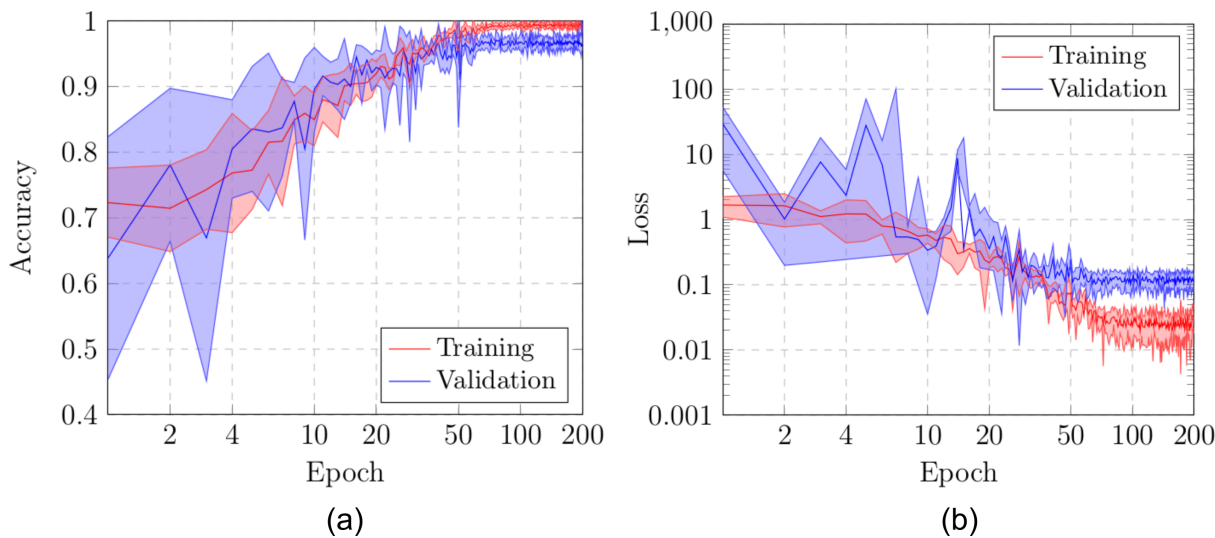 1
0.9
0.8
0.7
0.6
0.5
0.4
Accuracy
Training
Validation
2 4 10 20 50 100 200
Epoch
(a)
1,000
100
10
1
0.1
0.01
0.001
Loss
Training
Validation
2 4 10 20 50 100 200
Epoch
(b)